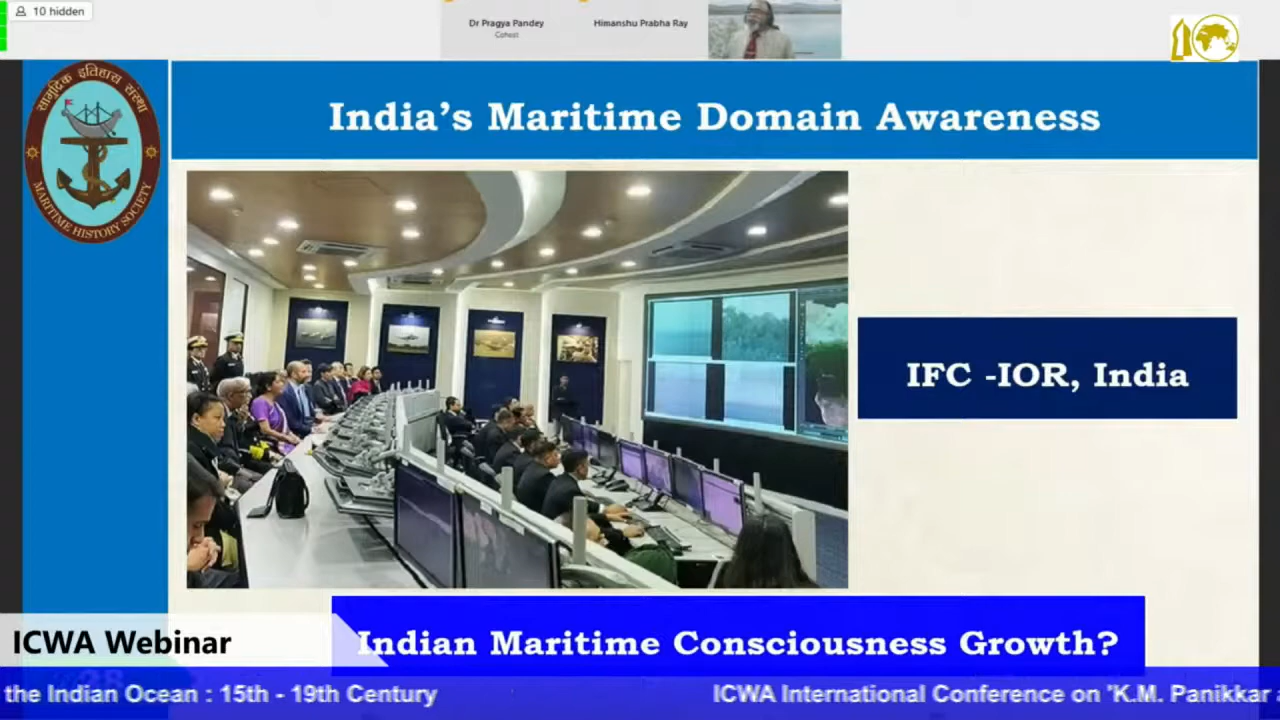 10 hidden
Dr Pragya Pandey
Cohost
Himanshu Prabha Ray
सामुद्रिक इतिहास संस्था
MARITIME HISTORY SOCIETY
India's Maritime Domain Awareness
IFC -IOR, India
Indian Maritime Consciousness Growth?
ICWA Webinar
the Indian Ocean : 15th - 19th Century
ICWA International Conference on 'K.M. Panikkar